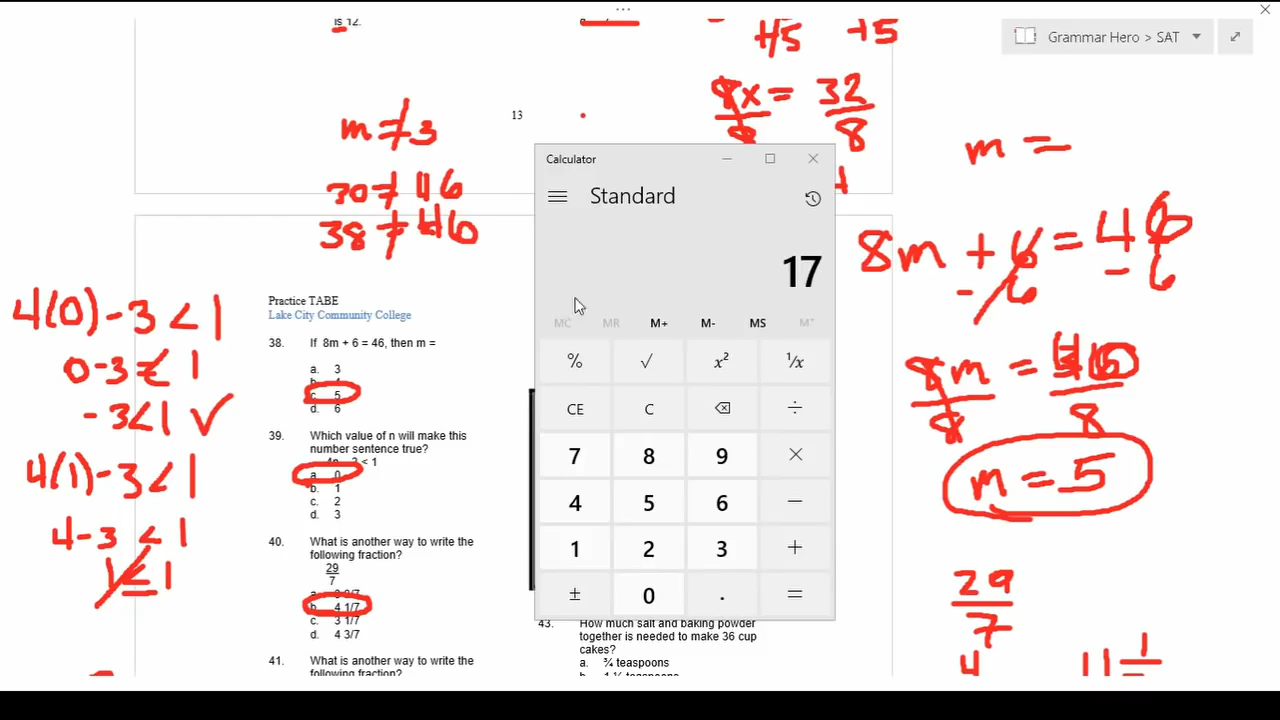 is 12.
+5 +5
Grammar Hero > SAT
8x = 32
8 8
13
m ≠ 3
30 ≠ 46
38 ≠ 46
m =
8m + 6 = 46
- 6 - 6
8m = 40
8 8
m = 5
Calculator
Standard
17
MC MR M+ M- MS M˅
% √ x² ¹/x
CE C ⌫ ÷
7 8 9 ×
4 5 6 −
1 2 3 +
± 0 . =
4(0) - 3 < 1
0 - 3 < 1
- 3 < 1 ✓
4(1) - 3 < 1
4 - 3 < 1
1 < 1
Practice TABE
Lake City Community College
38. If 8m + 6 = 46, then m =
a. 3
b. 4
c. 5
d. 6
39. Which value of n will make this
number sentence true?
< 1
a. 0
b. 1
c. 2
d. 3
40. What is another way to write the
following fraction?
29
7
b. 4 1/7
c. 3 1/7
d. 4 3/7
41. What is another way to write the
following fraction?
43. How much salt and baking powder
together is needed to make 36 cup
cakes?
a. ¾ teaspoons
teaspoons
29
7
4